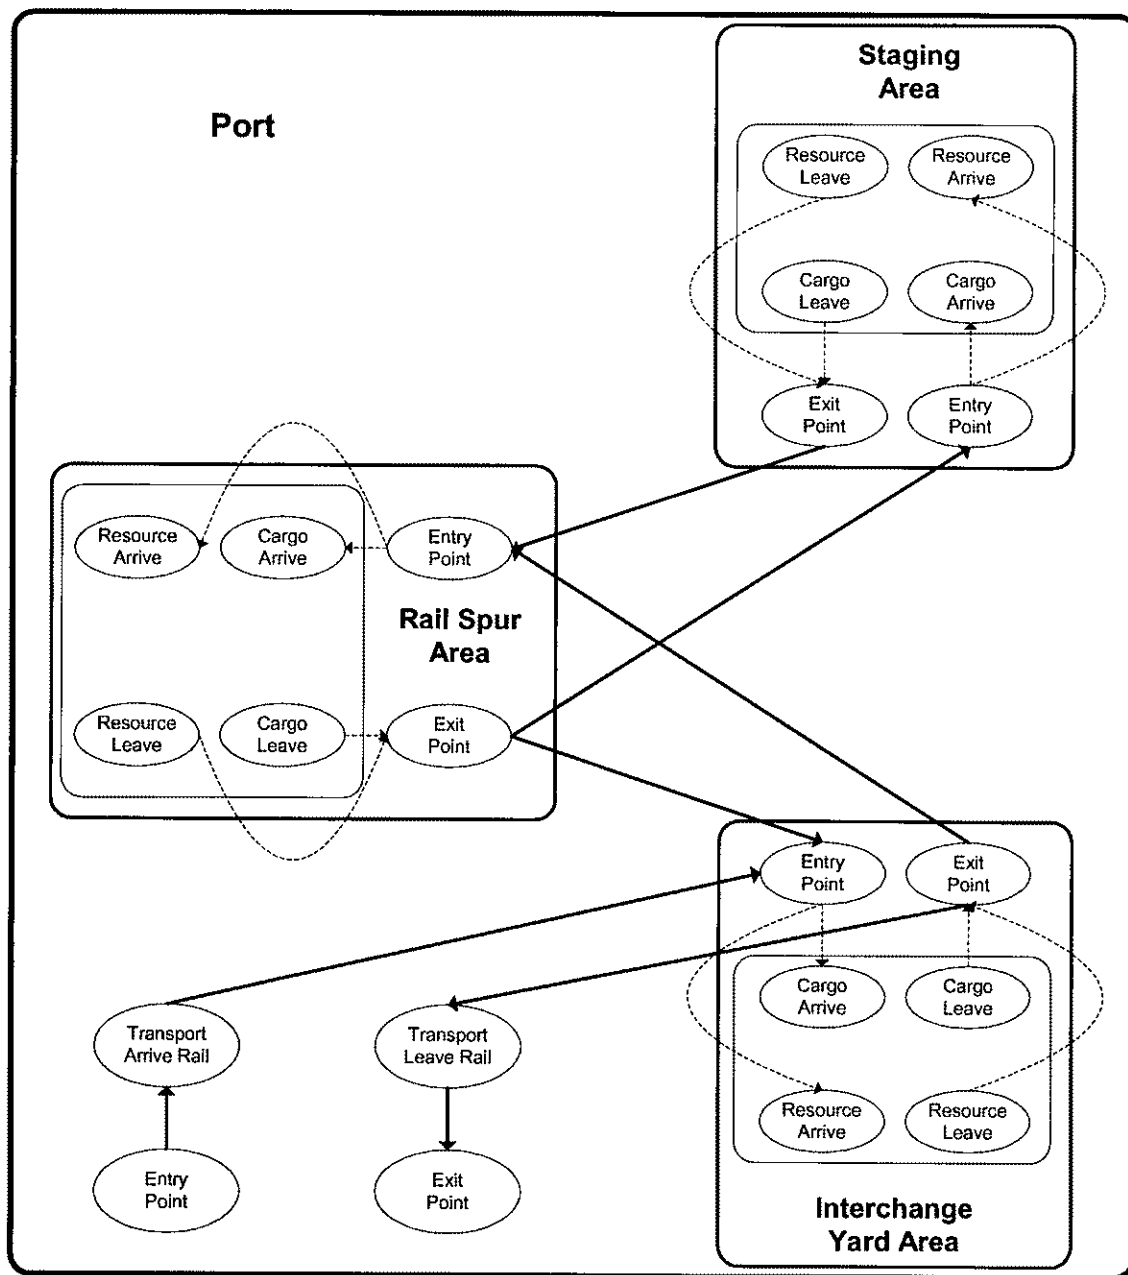 Port
Staging
Area
Resource
Leave
Resource
Arrive
Cargo
Leave
Cargo
Arrive
Exit
Point
Entry
Point
Resource
Arrive
Cargo
Arrive
Entry
Point
Rail Spur
Area
Resource
Leave
Cargo
Leave
Exit
Point
Entry
Point
Exit
Point
Cargo
Arrive
Cargo
Leave
Resource
Arrive
Resource
Leave
Interchange
Yard Area
Transport
Arrive Rail
Transport
Leave Rail
Entry
Point
Exit
Point